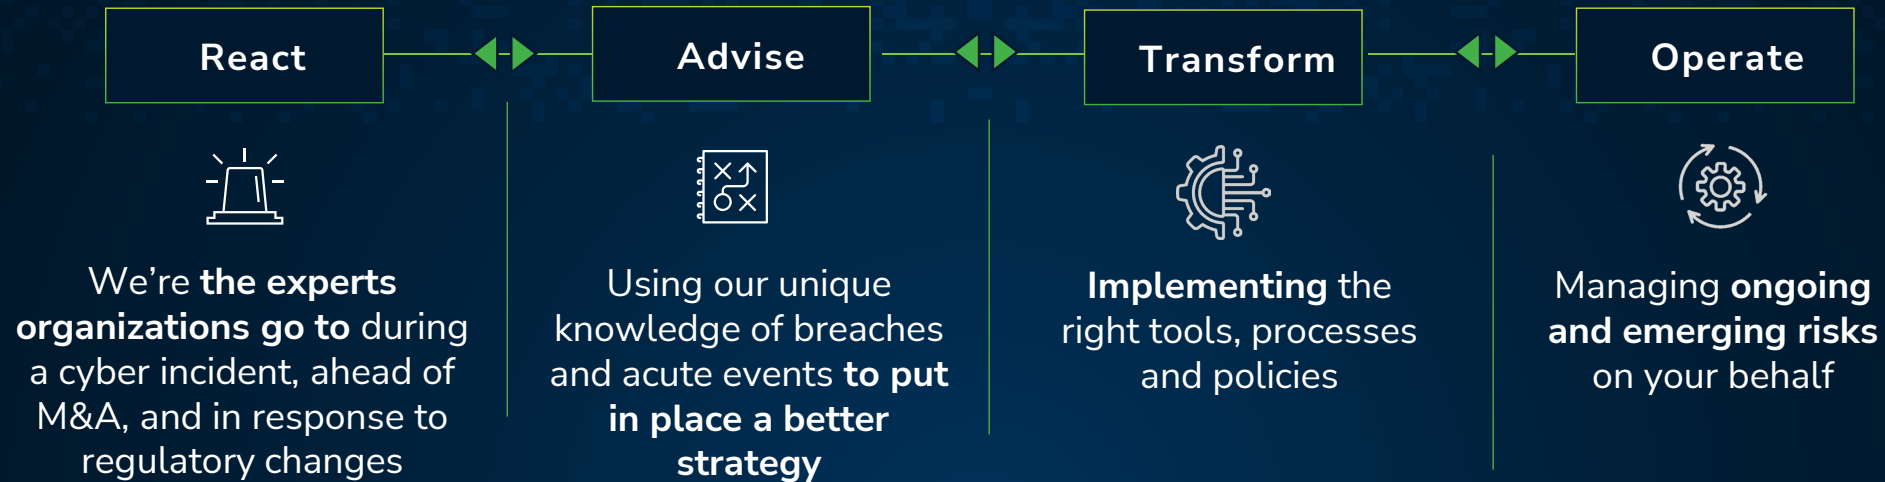 React
Advise
Transform
Operate
We’re the experts
organizations go to during
a cyber incident, ahead of
M&A, and in response to
regulatory changes
Using our unique
knowledge of breaches
and acute events to put
in place a better
strategy
Implementing the
right tools, processes
and policies
Managing ongoing
and emerging risks
on your behalf